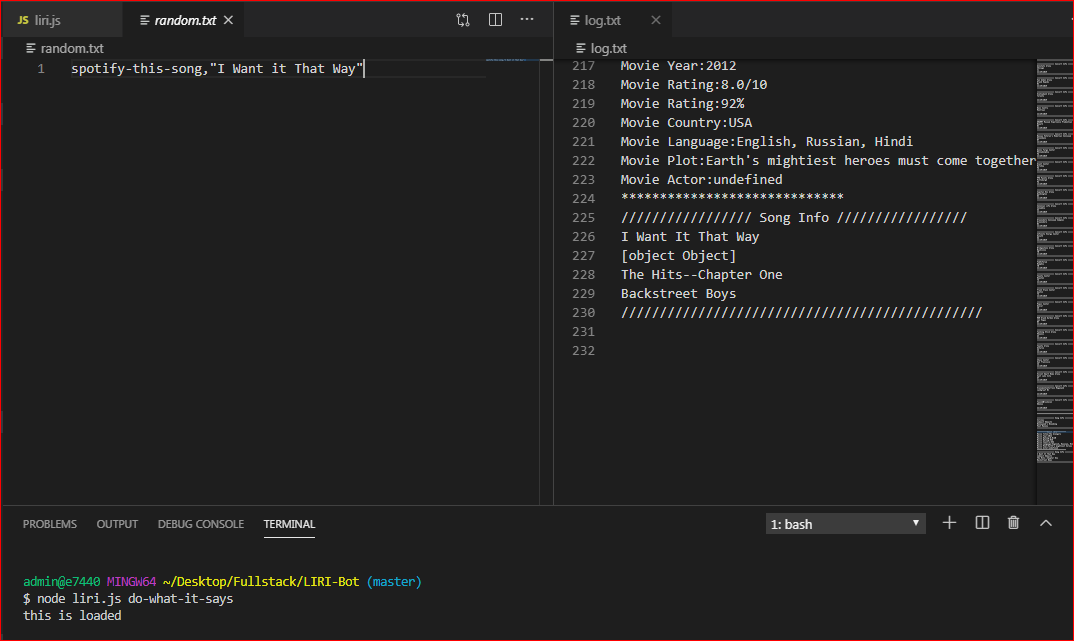 JS liri.js
random.txt
log.txt
random.txt
1 spotify-this-song,"I Want it That Way"
log.txt
217 Movie Year:2012
218 Movie Rating:8.0/10
219 Movie Rating:92%
220 Movie Country:USA
221 Movie Language:English, Russian, Hindi
222 Movie Plot:Earth's mightiest heroes must come together
223 Movie Actor:undefined
224 *****************************
225 ///////////////// Song Info /////////////////
226 I Want It That Way
227 [object Object]
228 The Hits--Chapter One
229 Backstreet Boys
230 ///////////////////////////////////////////////
231
232
PROBLEMS OUTPUT DEBUG CONSOLE TERMINAL
1: bash
admin@e7440 MINGW64 ~/Desktop/Fullstack/LIRI-Bot (master)
$ node liri.js do-what-it-says
this is loaded